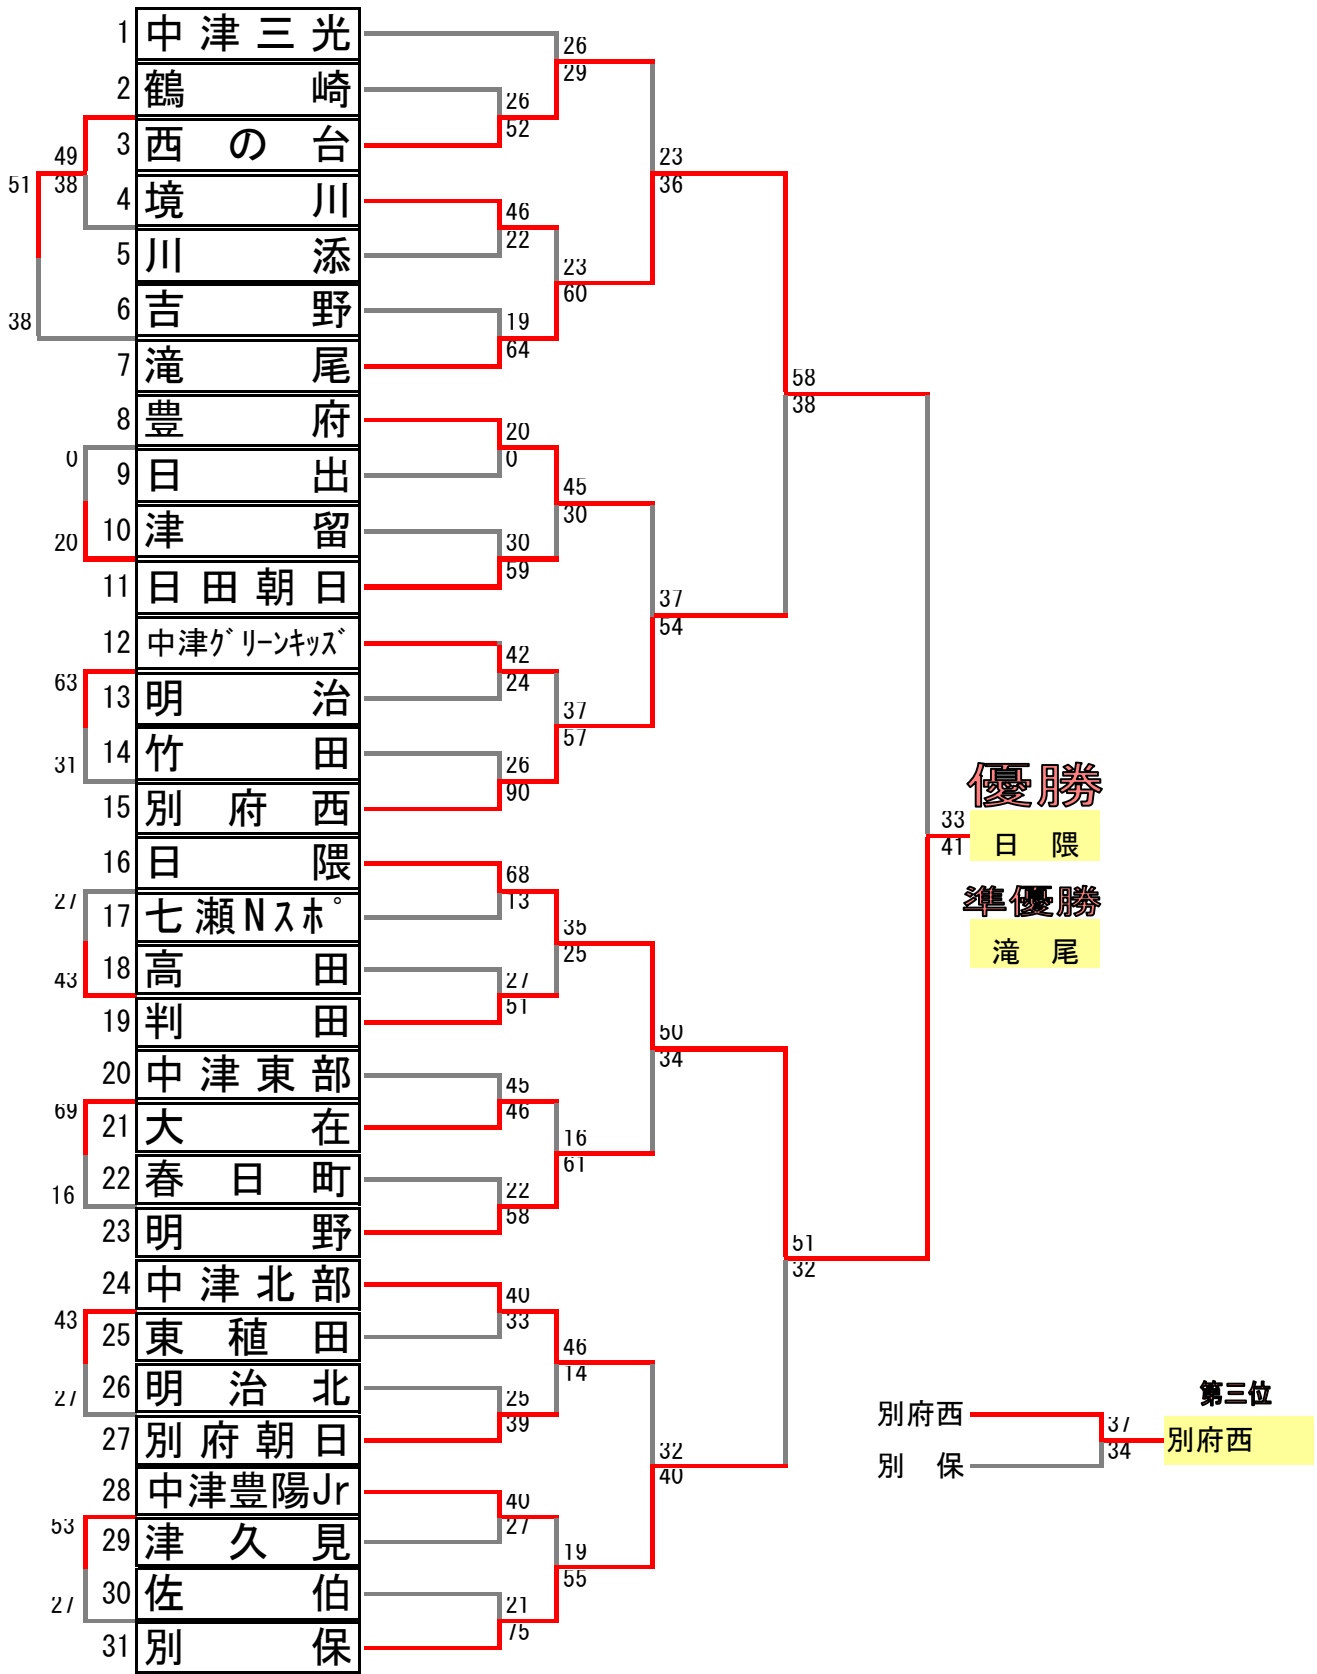 1 中津三光
26
29
2 鶴崎
26
52
49
3 西の台
51 38
23
36
4 境川
46
22
5 川添
23
60
6 吉野
38
19
64
7 滝尾
58
38
8 豊府
20
0
0
9 日出
45
30
10 津留
20
30
59
11 日田朝日
37
54
12 中津グリーンキッズ
42
24
63
13 明治
37
57
14 竹田
31
26
90
15 別府西
優勝
33
41
日隈
16 日隈
68
13
準優勝
滝尾
27
17 七瀬Nスポ
35
25
18 高田
43
27
51
19 判田
50
34
20 中津東部
45
46
69
21 大在
16
61
22 春日町
16
22
58
23 明野
51
32
24 中津北部
40
33
43
25 東稙田
46
14
26 明治北
27
25
39
27 別府朝日
32
40
第三位
別府西
37
34
別府西
別保
28 中津豊陽Jr
40
27
53
29 津久見
19
55
30 佐伯
27
21
75
31 別保